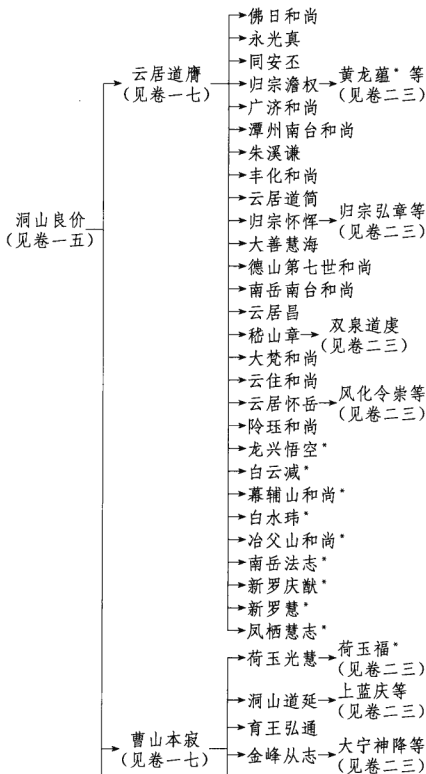 佛日和尚
永光真
云居道膺
(见卷一七)
同安丕
归宗澹权
黄龙蕴* 等
(见卷二三)
广济和尚
潭州南台和尚
朱溪谦
丰化和尚
云居道简
洞山良价
(见卷一五)
归宗怀恽
归宗弘章等
(见卷二三)
大善慧海
德山第七世和尚
南岳南台和尚
云居昌
嵇山章
双泉道虔
(见卷二三)
大梵和尚
云住和尚
云居怀岳
风化令崇等
(见卷二三)
阾珏和尚
龙兴悟空*
白云减*
幕辅山和尚*
白水玮*
冶父山和尚*
南岳法志*
新罗庆猷*
新罗慧*
凤栖慧志*
荷玉光慧
荷玉福*
(见卷二三)
洞山道延
上蓝庆等
(见卷二三)
曹山本寂
(见卷一七)
育王弘通
金峰从志
大宁神降等
(见卷二三)